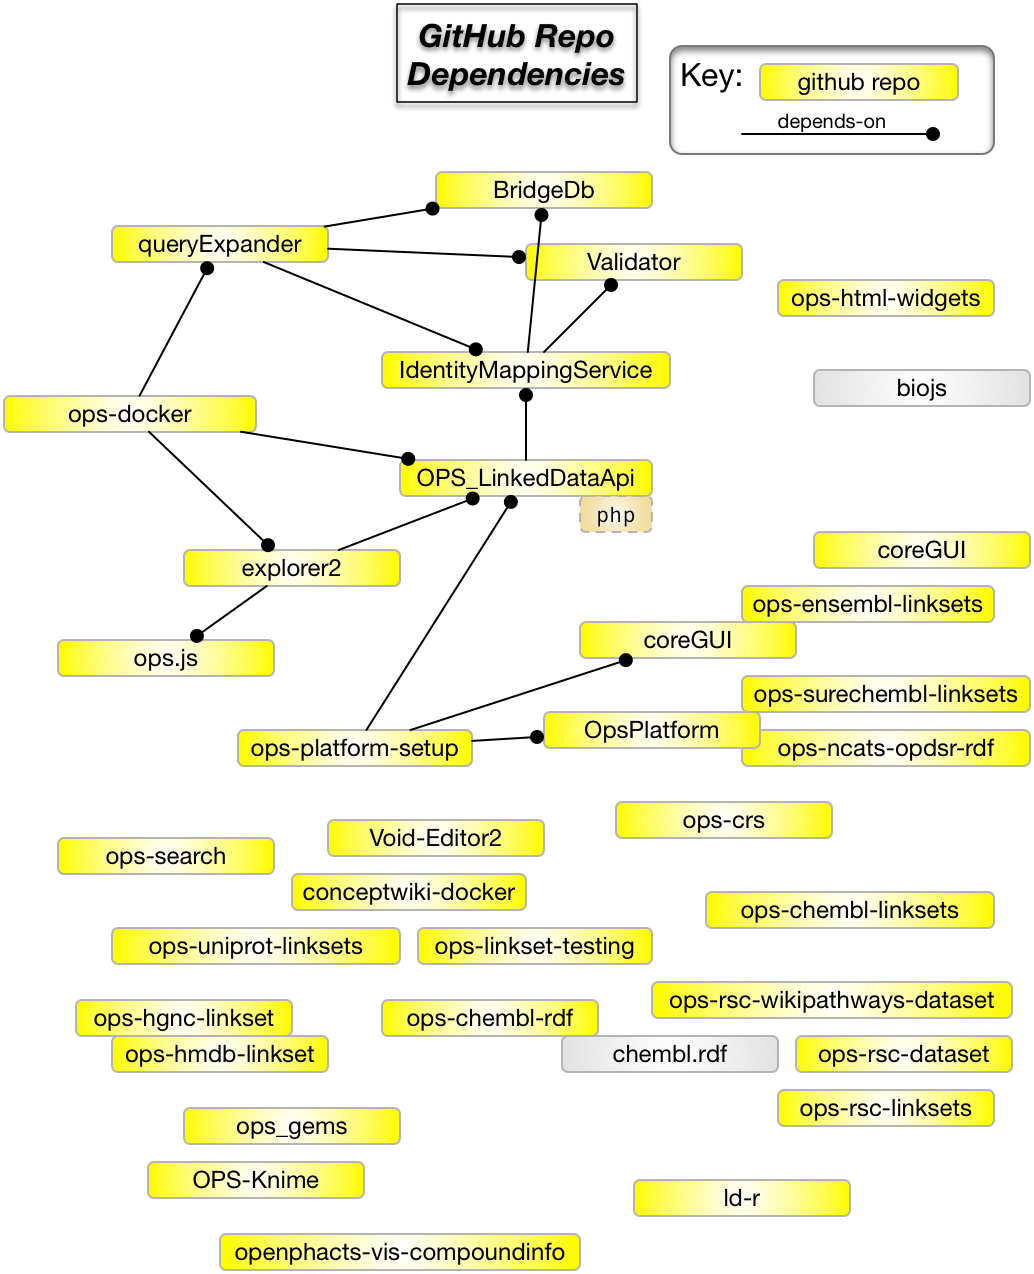 GitHub Repo
Dependencies
Key:
github repo
depends-on
BridgeDb
queryExpander
Validator
ops-html-widgets
IdentityMappingService
biojs
ops-docker
OPS_LinkedDataApi
php
coreGUI
explorer2
ops-ensembl-linksets
coreGUI
ops.js
ops-surechembl-linksets
OpsPlatform
ops-platform-setup
ops-ncats-opdsr-rdf
ops-crs
Void-Editor2
ops-search
conceptwiki-docker
ops-chembl-linksets
ops-uniprot-linksets
ops-linkset-testing
ops-rsc-wikipathways-dataset
ops-hgnc-linkset
ops-chembl-rdf
ops-hmdb-linkset
chembl.rdf
ops-rsc-dataset
ops-rsc-linksets
ops_gems
OPS-Knime
ld-r
openphacts-vis-compoundinfo